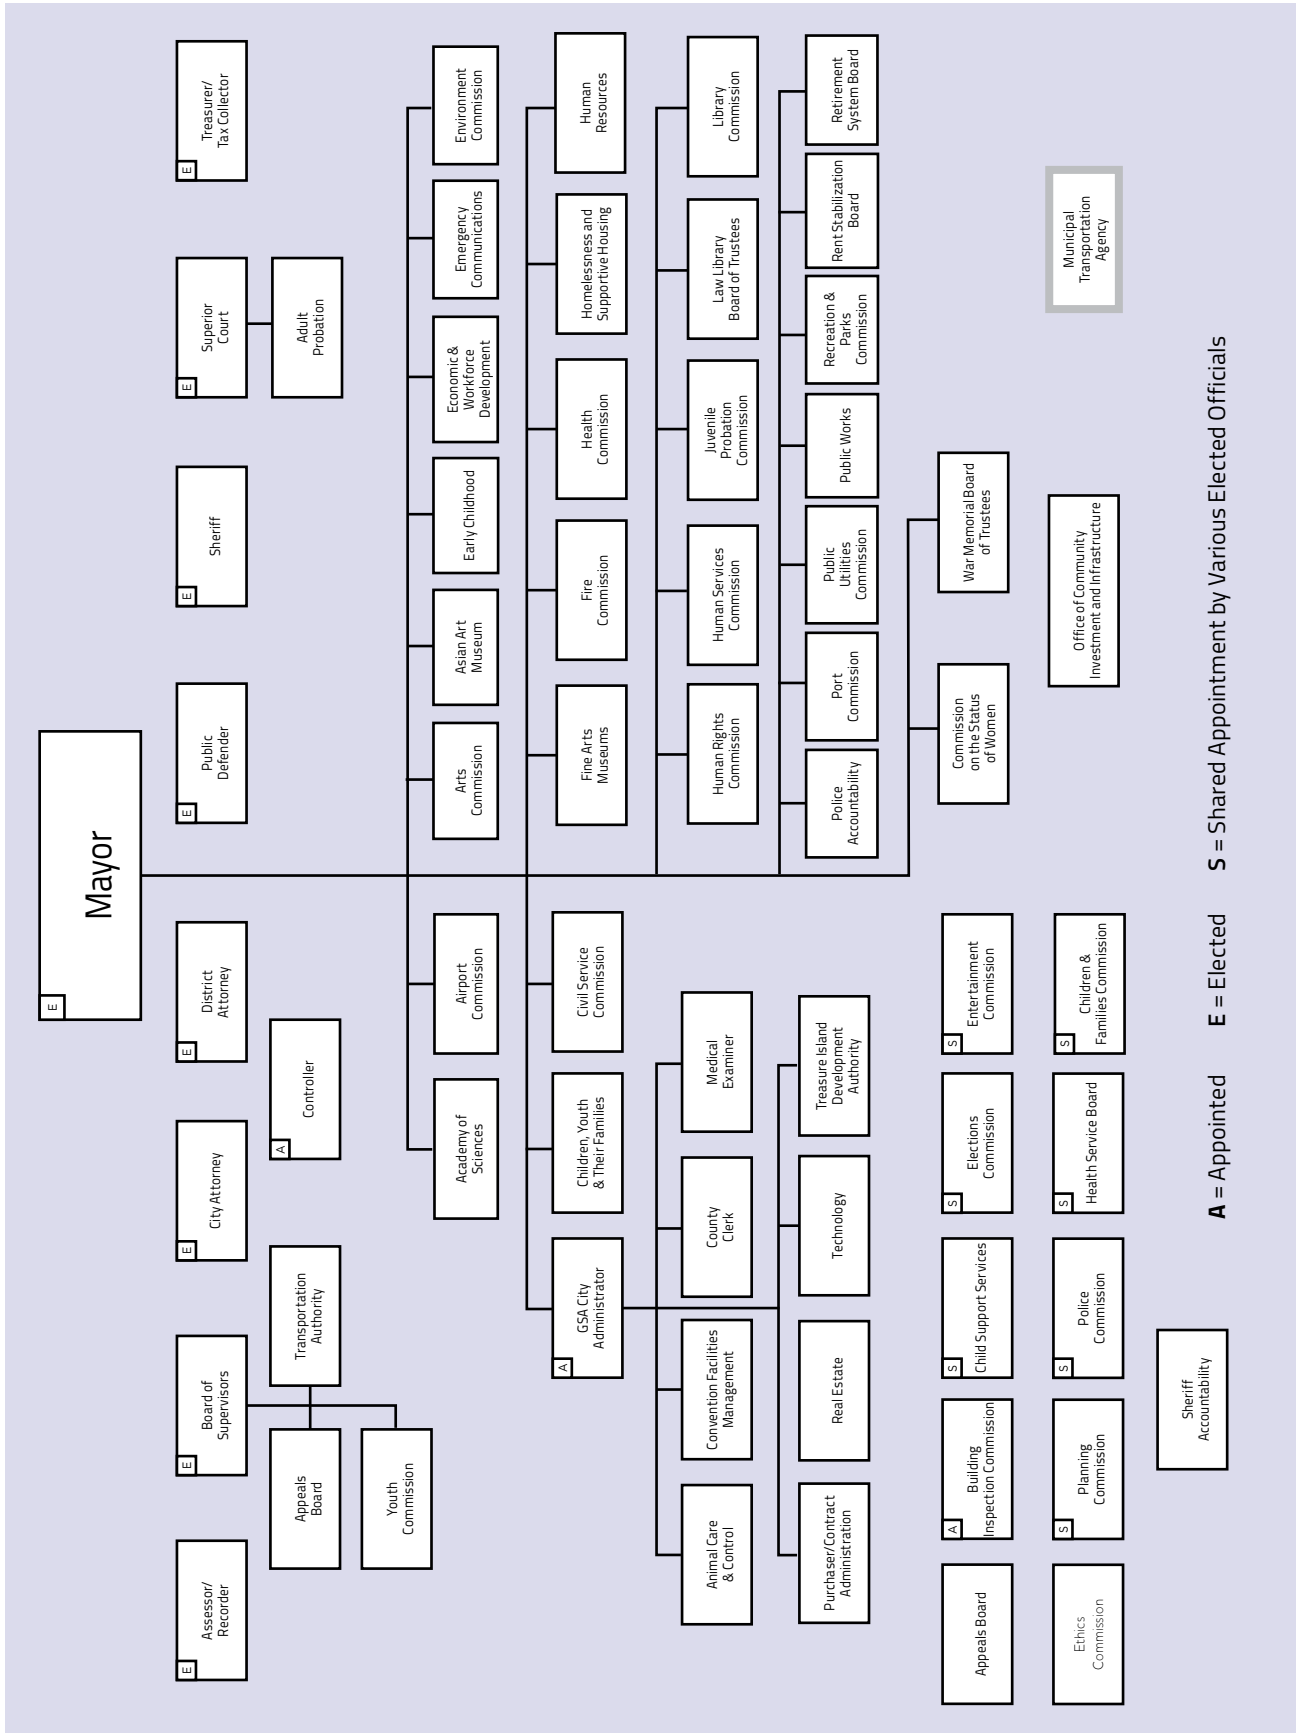 E
Mayor
E
Assessor/
Recorder
E
Board of
Supervisors
E
City Attorney
E
District
Attorney
E
Public
Defender
E
Sheriff
E
Superior
Court
E
Treasurer/
Tax Collector
Appeals
Board
Transportation
Authority
A
Controller
Adult
Probation
Youth
Commission
Academy of
Sciences
Airport
Commission
Arts
Commission
Asian Art
Museum
Early Childhood
Economic &
Workforce
Development
Emergency
Communications
Environment
Commission
A
GSA City
Administrator
Children, Youth
& Their Families
Civil Service
Commission
Fine Arts
Museums
Fire
Commission
Health
Commission
Homelessness and
Supportive Housing
Human
Resources
Animal Care
& Control
Convention Facilities
Management
County
Clerk
Medical
Examiner
Human Rights
Commission
Human Services
Commission
Juvenile
Probation
Commission
Law Library
Board of Trustees
Library
Commission
Purchaser/Contract
Administration
Real Estate
Technology
Treasure Island
Development
Authority
Police
Accountability
Port
Commission
Public
Utilities
Commission
Public Works
Recreation &
Parks
Commission
Rent Stabilization
Board
Retirement
System Board
Appeals Board
A
Building
Inspection Commission
S
Child Support Services
S
Elections
Commission
S
Entertainment
Commission
Commission
on the Status
of Women
War Memorial Board
of Trustees
Ethics
Commission
S
Planning
Commission
S
Police
Commission
S
Health Service Board
S
Children &
Families Commission
Office of Community
Investment and Infrastructure
Municipal
Transportation
Agency
Sheriff
Accountability
A = Appointed E = Elected S = Shared Appointment by Various Elected Officials